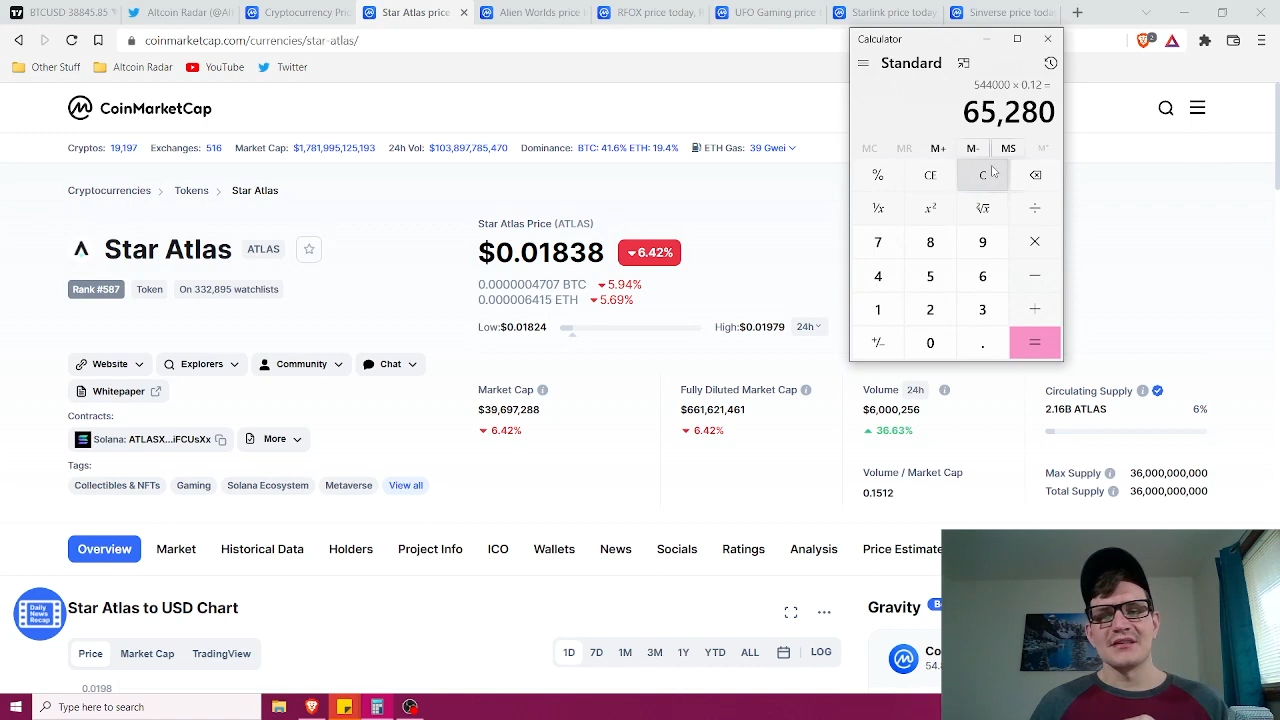 BTCUSD 38845.85
Altcoin Radar (@Al
Cryptocurrency Pric
Star Atlas price
Alien Worlds price
RFOX price today, R
UFO Gaming price t
Starlink price today
Sinverse price toda
coinmarketcap.com/currencies/star-atlas/
2
Other Stuff
Altcoin Radar
YouTube
Twitter
CoinMarketCap
Cryptos: 19,197 Exchanges: 516 Market Cap: $1,781,995,125,193 24h Vol: $103,897,785,470 Dominance: BTC: 41.6% ETH: 19.4% ETH Gas: 39 Gwei
Cryptocurrencies > Tokens > Star Atlas
Star Atlas ATLAS
Rank #587 Token On 332,895 watchlists
Website Explorers Community Chat
Whitepaper
Contracts:
Solana: ATLASX...iFCUsXx More
Tags:
Collectibles & NFTs Gaming Solana Ecosystem Metaverse View all
Star Atlas Price (ATLAS)
$0.01838 6.42%
0.0000004707 BTC 5.94%
0.000006415 ETH 5.69%
Low:$0.01824 High:$0.01979 24h
Market Cap
$39,697,288
6.42%
Fully Diluted Market Cap
$661,621,461
6.42%
Volume 24h
$6,000,256
36.63%
Volume / Market Cap
0.1512
Circulating Supply
2.16B ATLAS 6%
Max Supply 36,000,000,000
Total Supply 36,000,000,000
Calculator
Standard
544000 × 0.12 =
65,280
MC MR M+ M- MS M˅
% CE C
¹/x x² ²√x ÷
7 8 9 ×
4 5 6 −
1 2 3 +
+/− 0 . =
Overview Market Historical Data Holders Project Info ICO Wallets News Socials Ratings Analysis Price Estimate
Daily
News
Recap
Star Atlas to USD Chart
Price Market Cap TradingView
1D 7D 1M 3M 1Y YTD ALL LOG
0.0198
Gravity
Co
54.
Type here to search